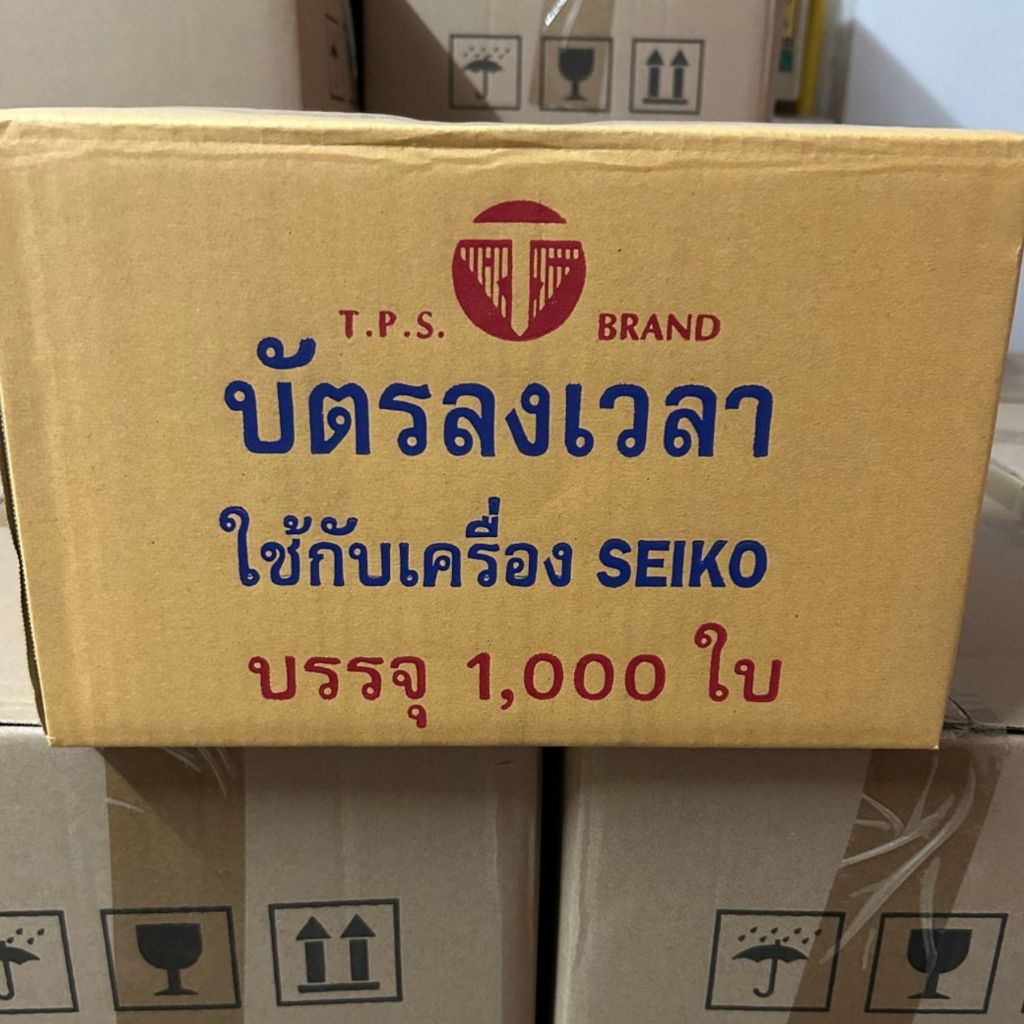 T.P.S. BRAND
บัตรลงเวลา
ใช้กับเครื่อง SEIKO
บรรจุ 1,000 ใบ